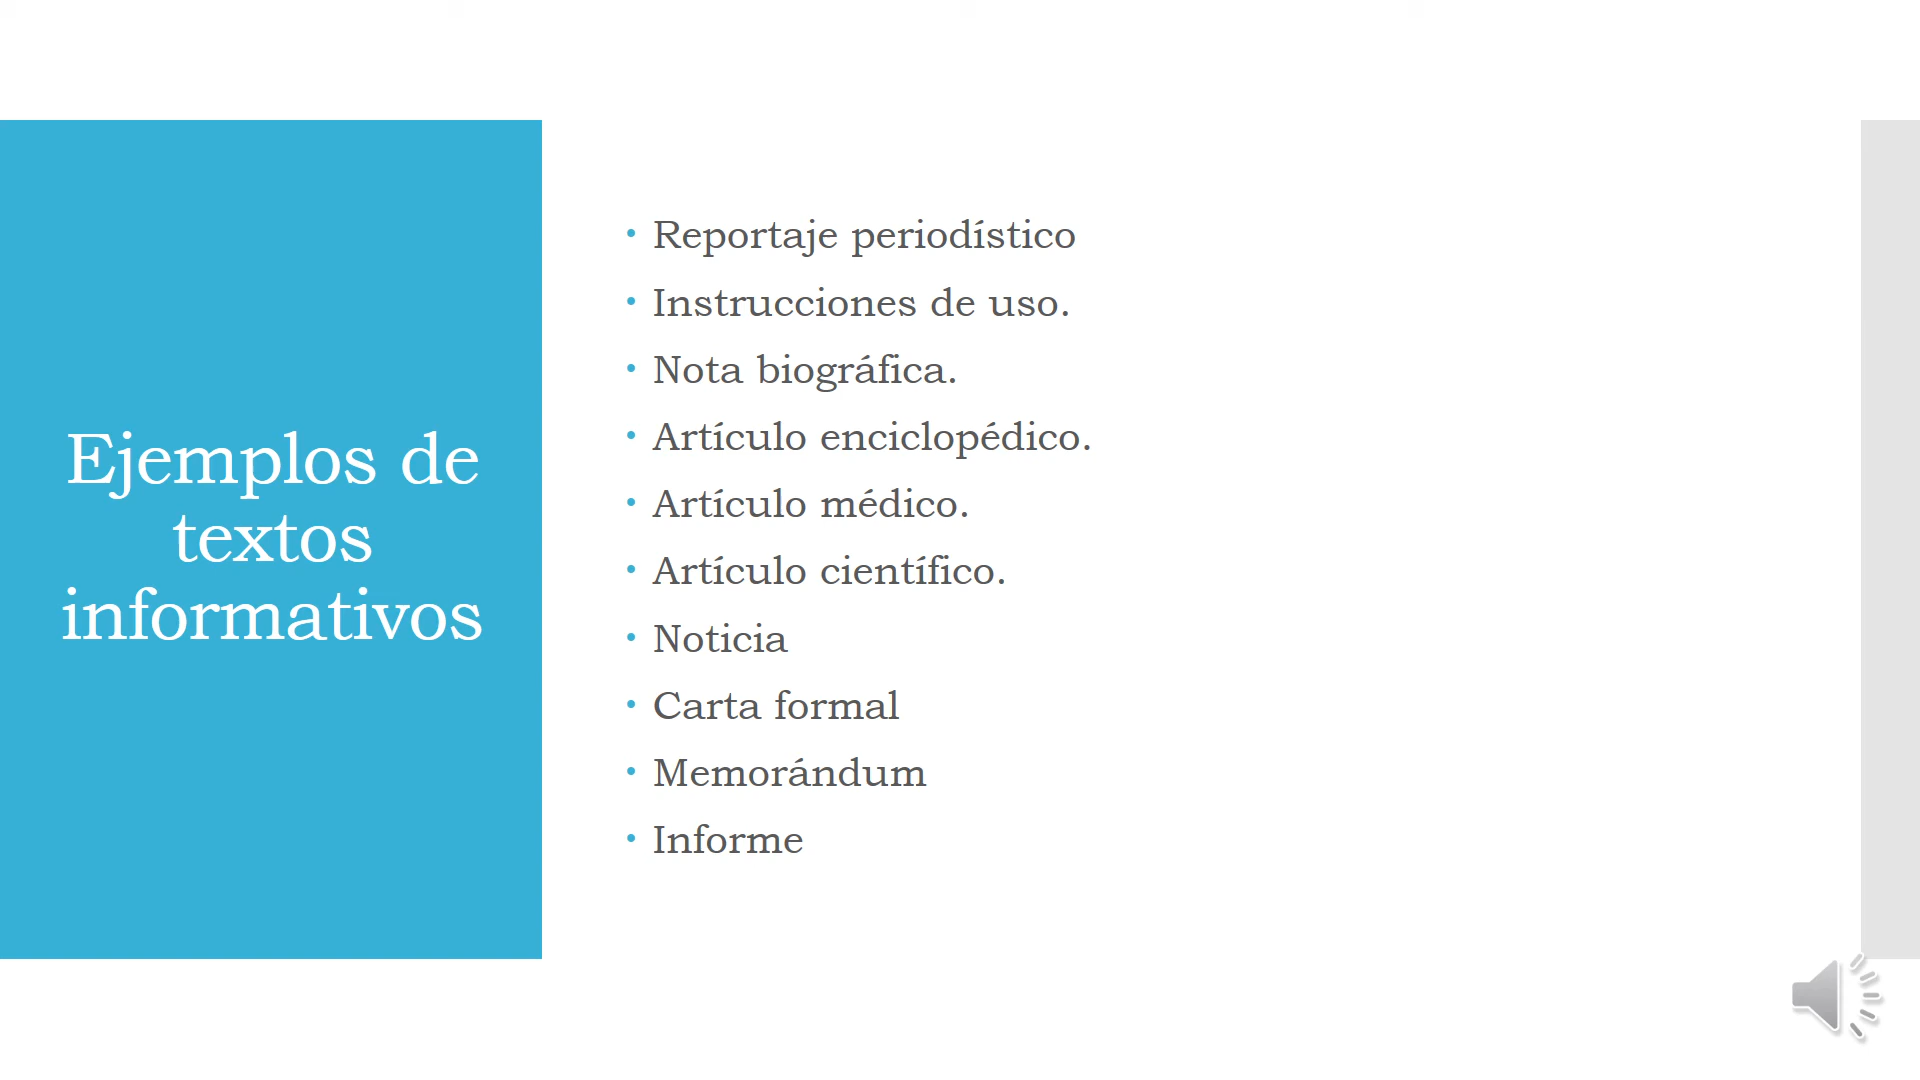 Ejemplos de
textos
informativos
• Reportaje periodístico
• Instrucciones de uso.
• Nota biográfica.
• Artículo enciclopédico.
• Artículo médico.
• Artículo científico.
• Noticia
• Carta formal
• Memorándum
• Informe